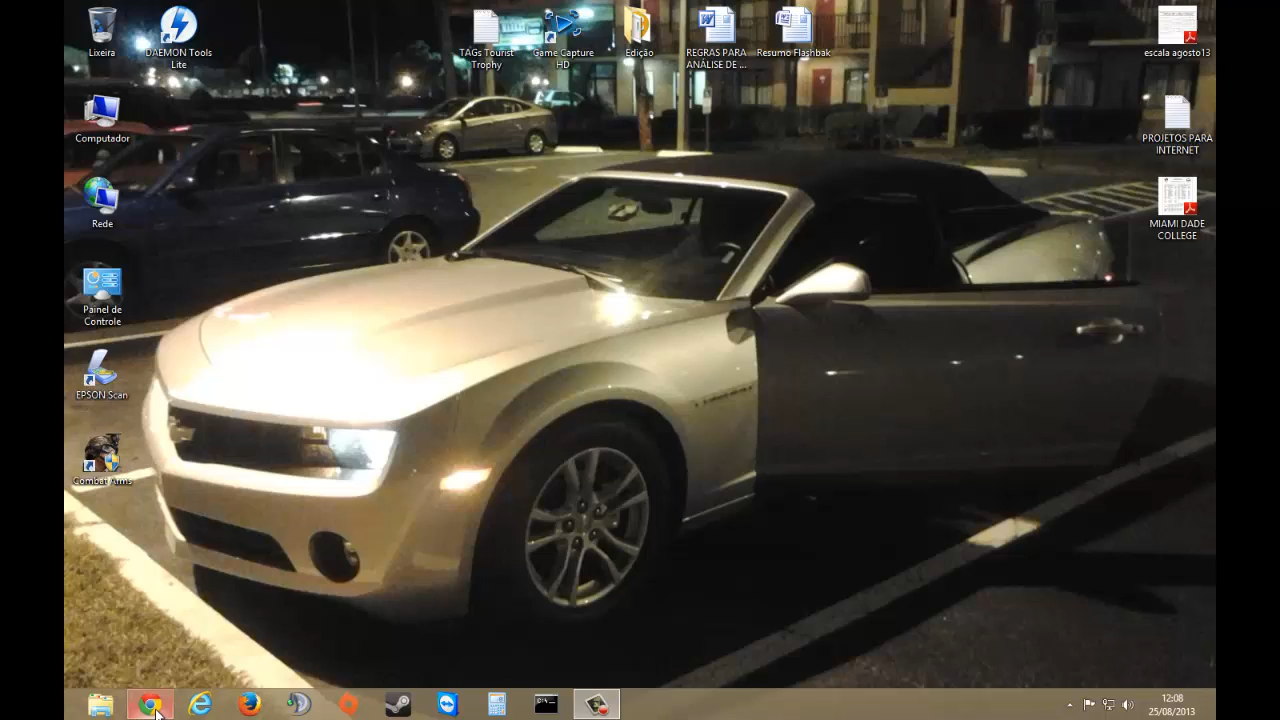 Lixeira
DAEMON Tools
Lite
TAGs Tourist
Trophy
Game Capture
HD
Edição
REGRAS PARA
ANÁLISE DE ...
Resumo Flashbak
escala agosto13
Computador
PROJETOS PARA
INTERNET
Rede
MIAMI DADE
COLLEGE
Painel de
Controle
EPSON Scan
Combat Arms
12:08
25/08/2013